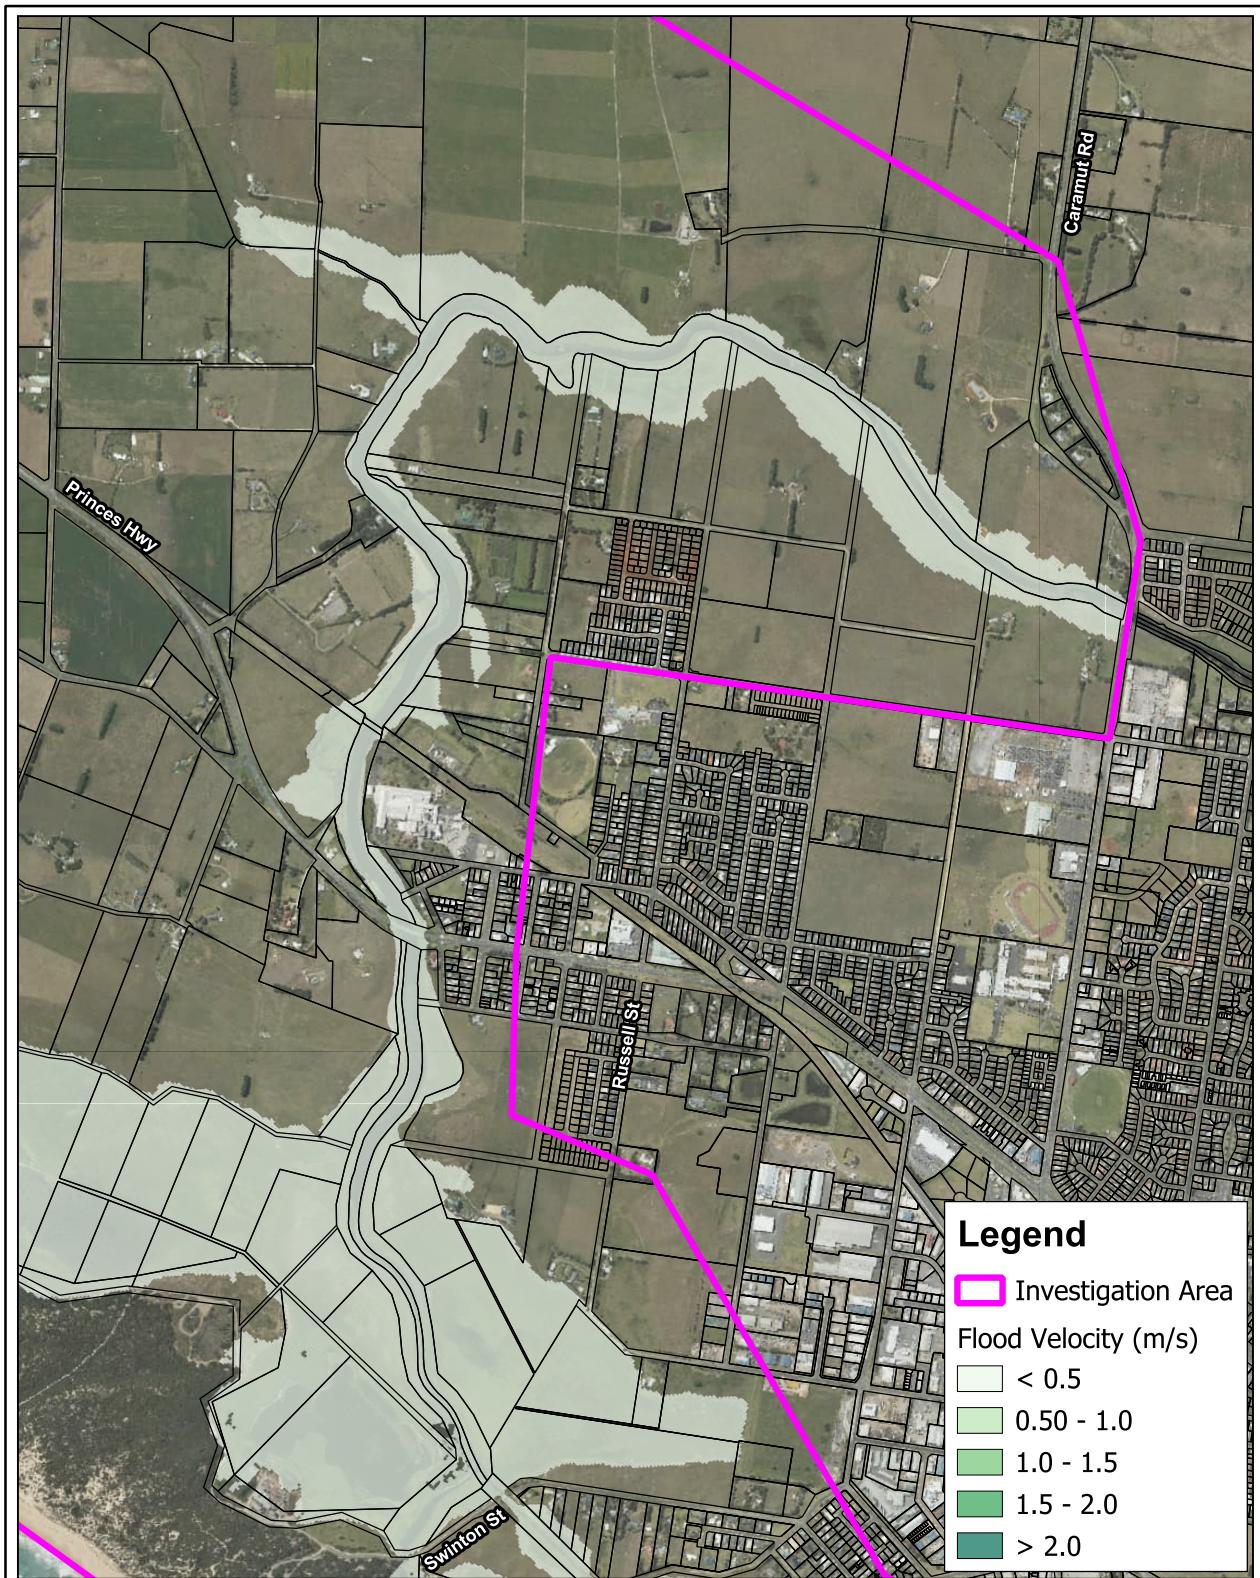 Caramut Rd
Princes Hwy
Russell St
Swinton St
Legend
Investigation Area
Flood Velocity (m/s)
< 0.5
0.50 - 1.0
1.0 - 1.5
1.5 - 2.0
> 2.0